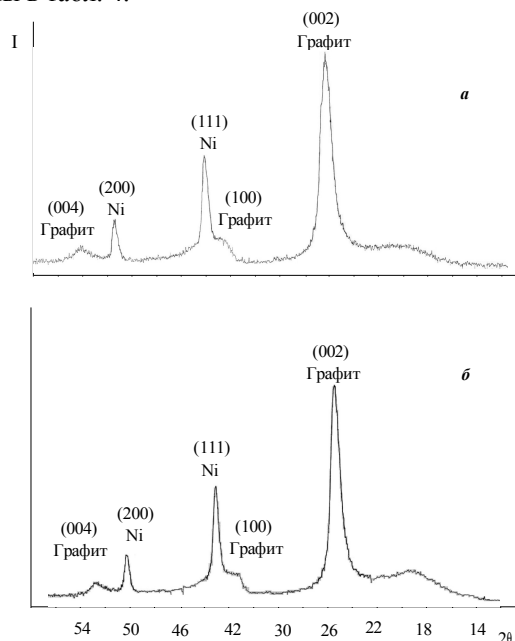 I
(002)
Графит
а
(111)
Ni
(100)
Графит
(200)
Ni
(004)
Графит
(002)
Графит
б
(111)
Ni
(200)
Ni
(100)
Графит
(004)
Графит
54 50 46 42 30 26 22 18 14 2θ